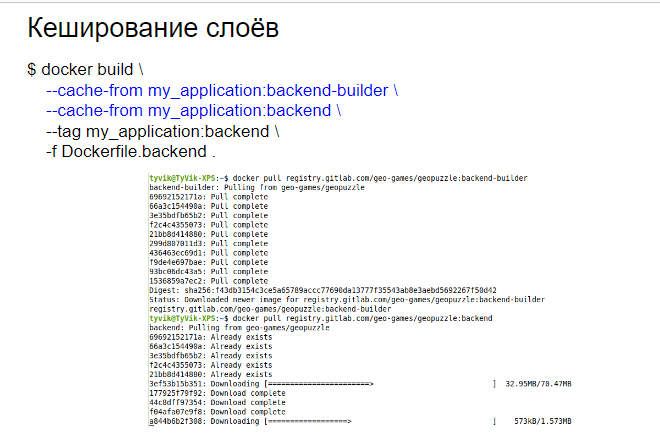 Кеширование слоёв
$ docker build \
--cache-from my_application:backend-builder \
--cache-from my_application:backend \
--tag my_application:backend \
-f Dockerfile.backend .
tyvik@TyVik-XPS:~$ docker pull registry.gitlab.com/geo-games/geopuzzle:backend-builder
backend-builder: Pulling from geo-games/geopuzzle
69692152171a: Pull complete
66a3c154490a: Pull complete
3e35bdfb65b2: Pull complete
f2c4c4355073: Pull complete
21bb8d414880: Pull complete
299d807011d3: Pull complete
436463ec69d1: Pull complete
f9de4e697bae: Pull complete
93bc06dc43a5: Pull complete
1536859a7ec2: Pull complete
Digest: sha256:f43db3154c3ce5a65789accc77690da13777f35543ab8e3aebd5692267f50d42
Status: Downloaded newer image for registry.gitlab.com/geo-games/geopuzzle:backend-builder
registry.gitlab.com/geo-games/geopuzzle:backend-builder
tyvik@TyVik-XPS:~$ docker pull registry.gitlab.com/geo-games/geopuzzle:backend
backend: Pulling from geo-games/geopuzzle
69692152171a: Already exists
66a3c154490a: Already exists
3e35bdfb65b2: Already exists
f2c4c4355073: Already exists
21bb8d414880: Already exists
3ef53b15b351: Downloading [=======================> ] 32.95MB/70.47MB
177925f79f92: Download complete
44c8dff97354: Download complete
f04afa07c9f8: Download complete
a844b6b2f308: Downloading [==================> ] 573kB/1.573MB